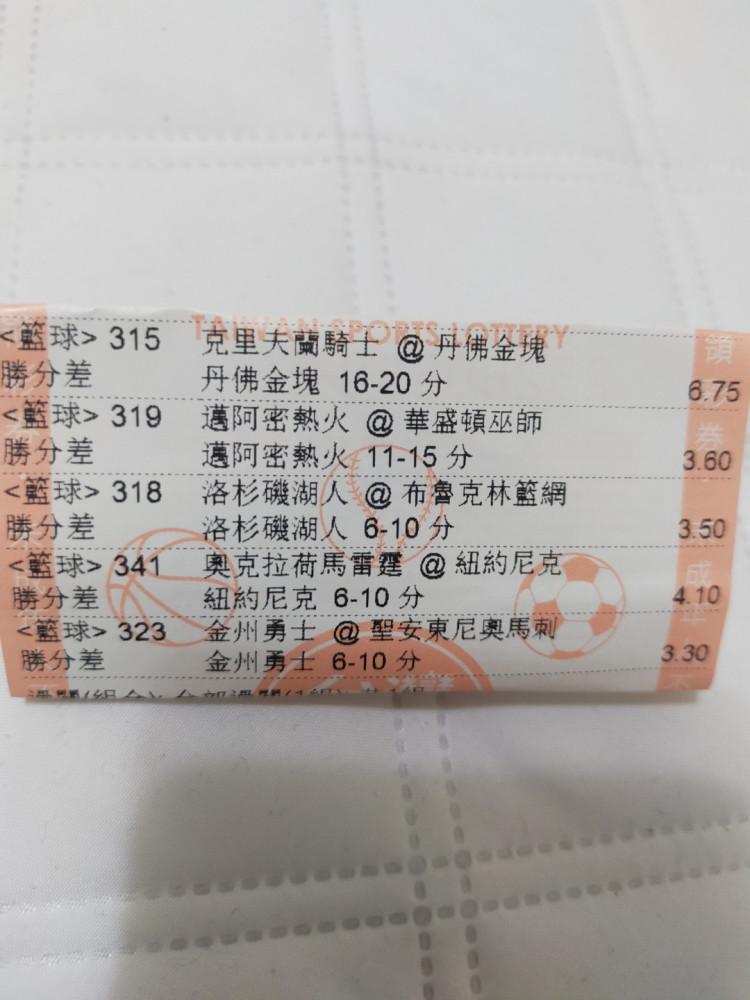 TAIWAN SPORTS LOTTERY
<籃球> 315 克里夫蘭騎士 @ 丹佛金塊
勝分差 丹佛金塊 16-20 分 6.75
<籃球> 319 邁阿密熱火 @ 華盛頓巫師
勝分差 邁阿密熱火 11-15 分 3.60
<籃球> 318 洛杉磯湖人 @ 布魯克林籃網
勝分差 洛杉磯湖人 6-10 分 3.50
<籃球> 341 奧克拉荷馬雷霆 @ 紐約尼克
勝分差 紐約尼克 6-10 分 4.10
<籃球> 323 金州勇士 @ 聖安東尼奧馬刺
勝分差 金州勇士 6-10 分 3.30